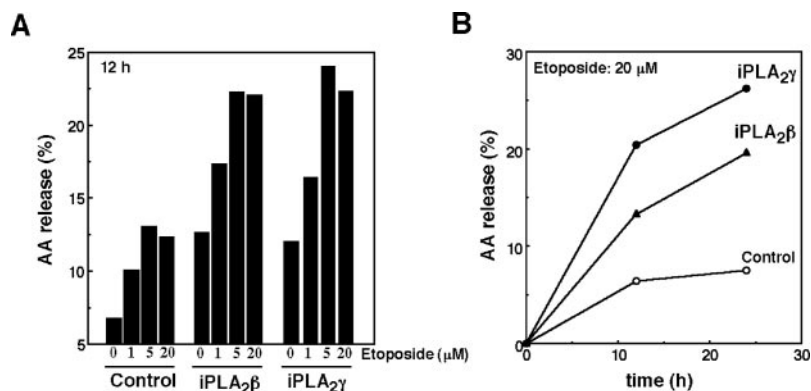 A
12 h
AA release (%)
25
20
15
10
5
0 1 5 20 0 1 5 20 0 1 5 20 Etoposide (μM)
Control iPLA₂β iPLA₂γ
B
Etoposide: 20 μM
AA release (%)
30
20
10
0
iPLA₂γ
iPLA₂β
Control
0 10 20 30
time (h)